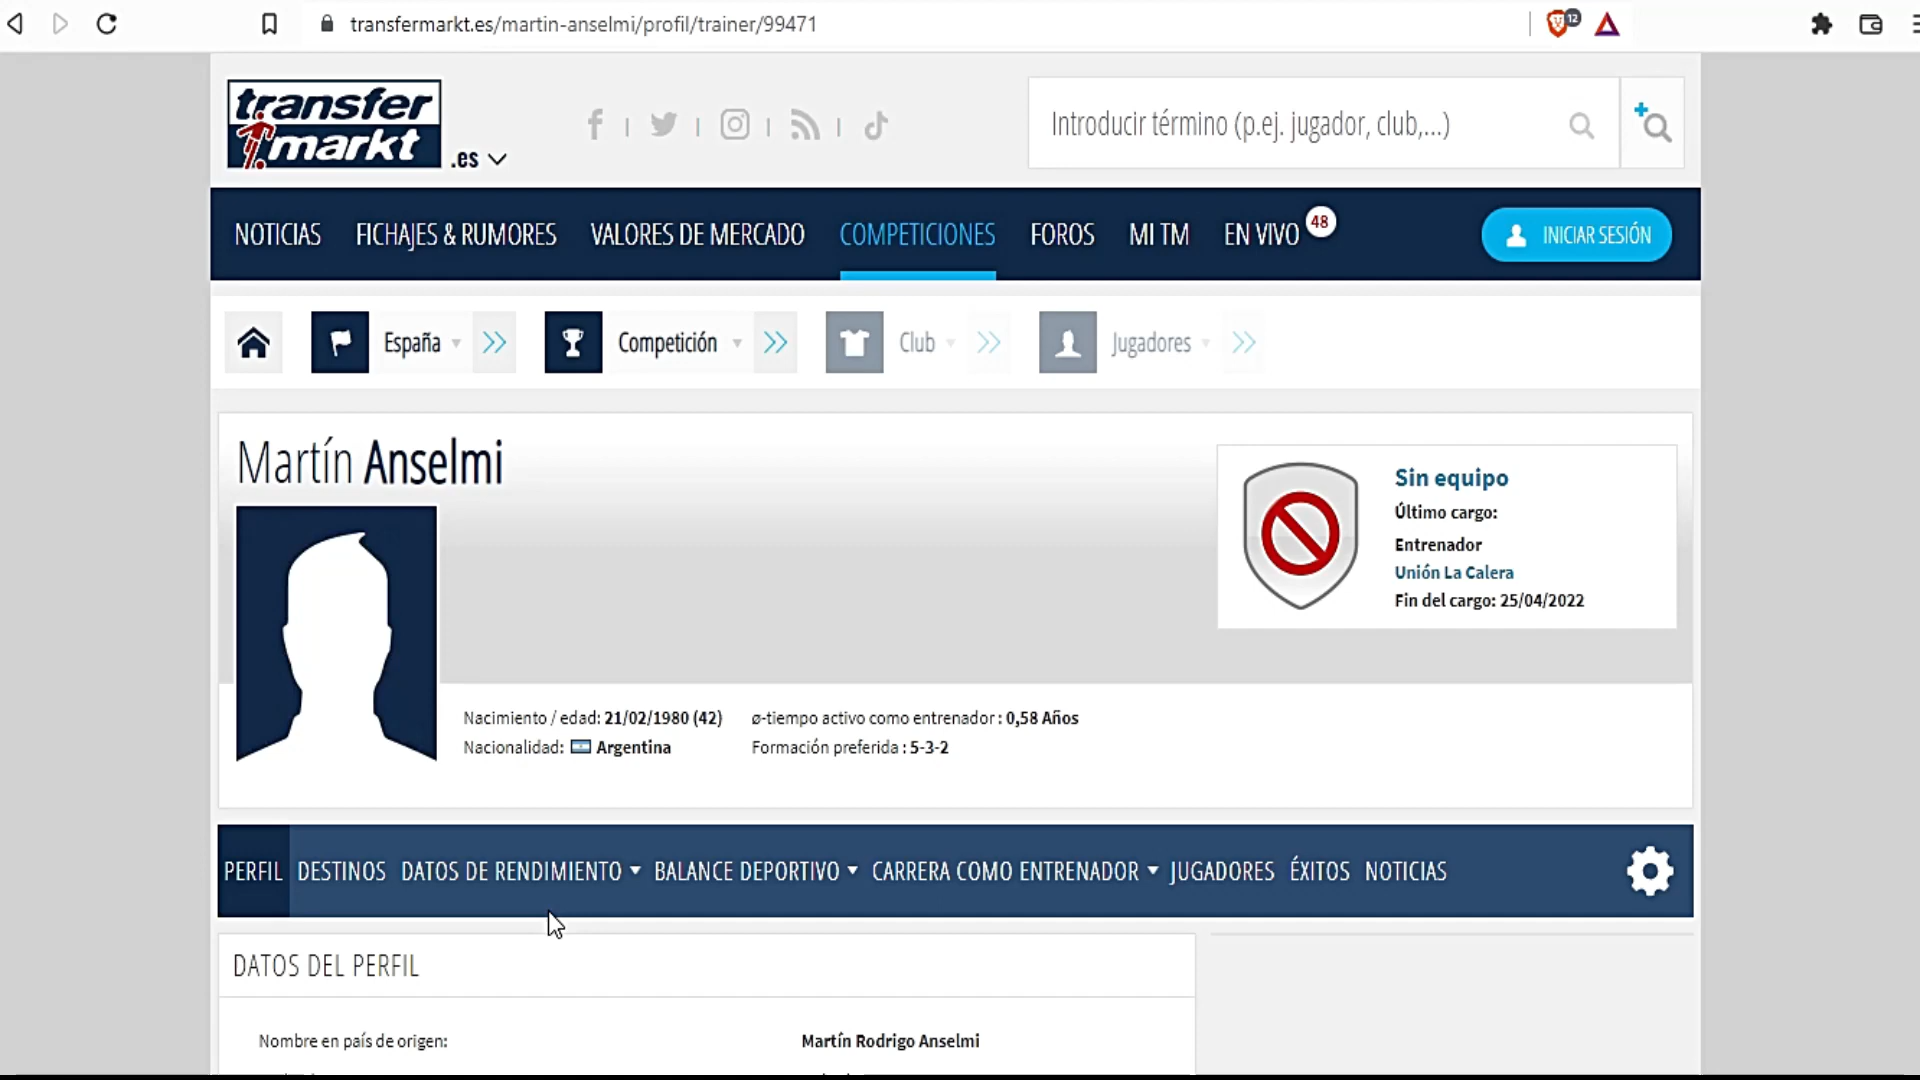 transfermarkt.es/martin-anselmi/profil/trainer/99471
12
transfer
markt
.es
Introducir término (p.ej. jugador, club,...)
NOTICIAS FICHAJES & RUMORES VALORES DE MERCADO COMPETICIONES FOROS MI TM EN VIVO 48 INICIAR SESIÓN
España Competición Club Jugadores
Martín Anselmi
Sin equipo
Último cargo:
Entrenador
Unión La Calera
Fin del cargo: 25/04/2022
Nacimiento / edad: 21/02/1980 (42) ø-tiempo activo como entrenador : 0,58 Años
Nacionalidad: Argentina Formación preferida : 5-3-2
PERFIL DESTINOS DATOS DE RENDIMIENTO BALANCE DEPORTIVO CARRERA COMO ENTRENADOR JUGADORES ÉXITOS NOTICIAS
DATOS DEL PERFIL
Nombre en país de origen: Martín Rodrigo Anselmi